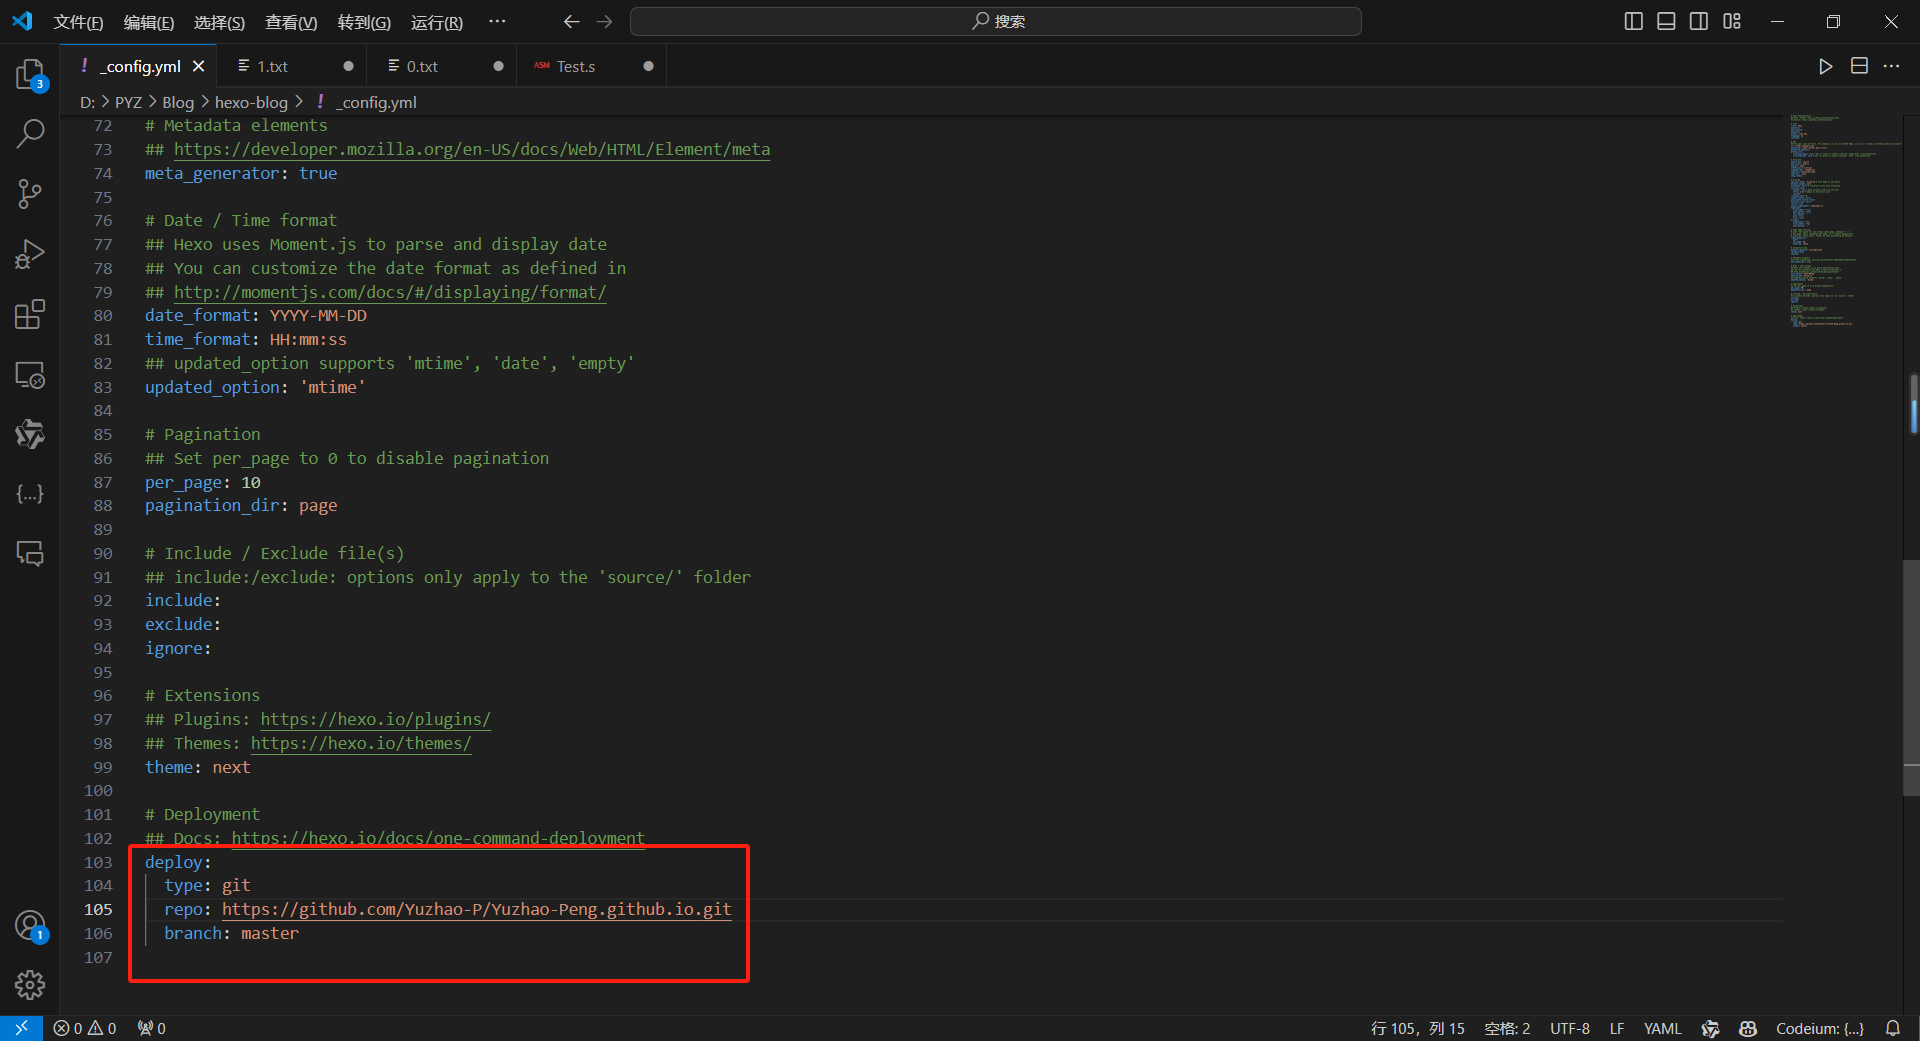 文件(F) 编辑(E) 选择(S) 查看(V) 转到(G) 运行(R) ··· 搜索
! _config.yml 1.txt 0.txt ASM Test.s
D: > PYZ > Blog > hexo-blog > ! _config.yml
72 # Metadata elements
73 ## https://developer.mozilla.org/en-US/docs/Web/HTML/Element/meta
74 meta_generator: true
75
76 # Date / Time format
77 ## Hexo uses Moment.js to parse and display date
78 ## You can customize the date format as defined in
79 ## http://momentjs.com/docs/#/displaying/format/
80 date_format: YYYY-MM-DD
81 time_format: HH:mm:ss
82 ## updated_option supports 'mtime', 'date', 'empty'
83 updated_option: 'mtime'
84
85 # Pagination
86 ## Set per_page to 0 to disable pagination
87 per_page: 10
88 pagination_dir: page
89
90 # Include / Exclude file(s)
91 ## include:/exclude: options only apply to the 'source/' folder
92 include:
93 exclude:
94 ignore:
95
96 # Extensions
97 ## Plugins: https://hexo.io/plugins/
98 ## Themes: https://hexo.io/themes/
99 theme: next
100
101 # Deployment
102 ## Docs: https://hexo.io/docs/one-command-deployment
103 deploy:
104 type: git
105 repo: https://github.com/Yuzhao-P/Yuzhao-Peng.github.io.git
106 branch: master
107
3
1
0 0 0 行 105，列 15 空格: 2 UTF-8 LF YAML Codeium: {...}